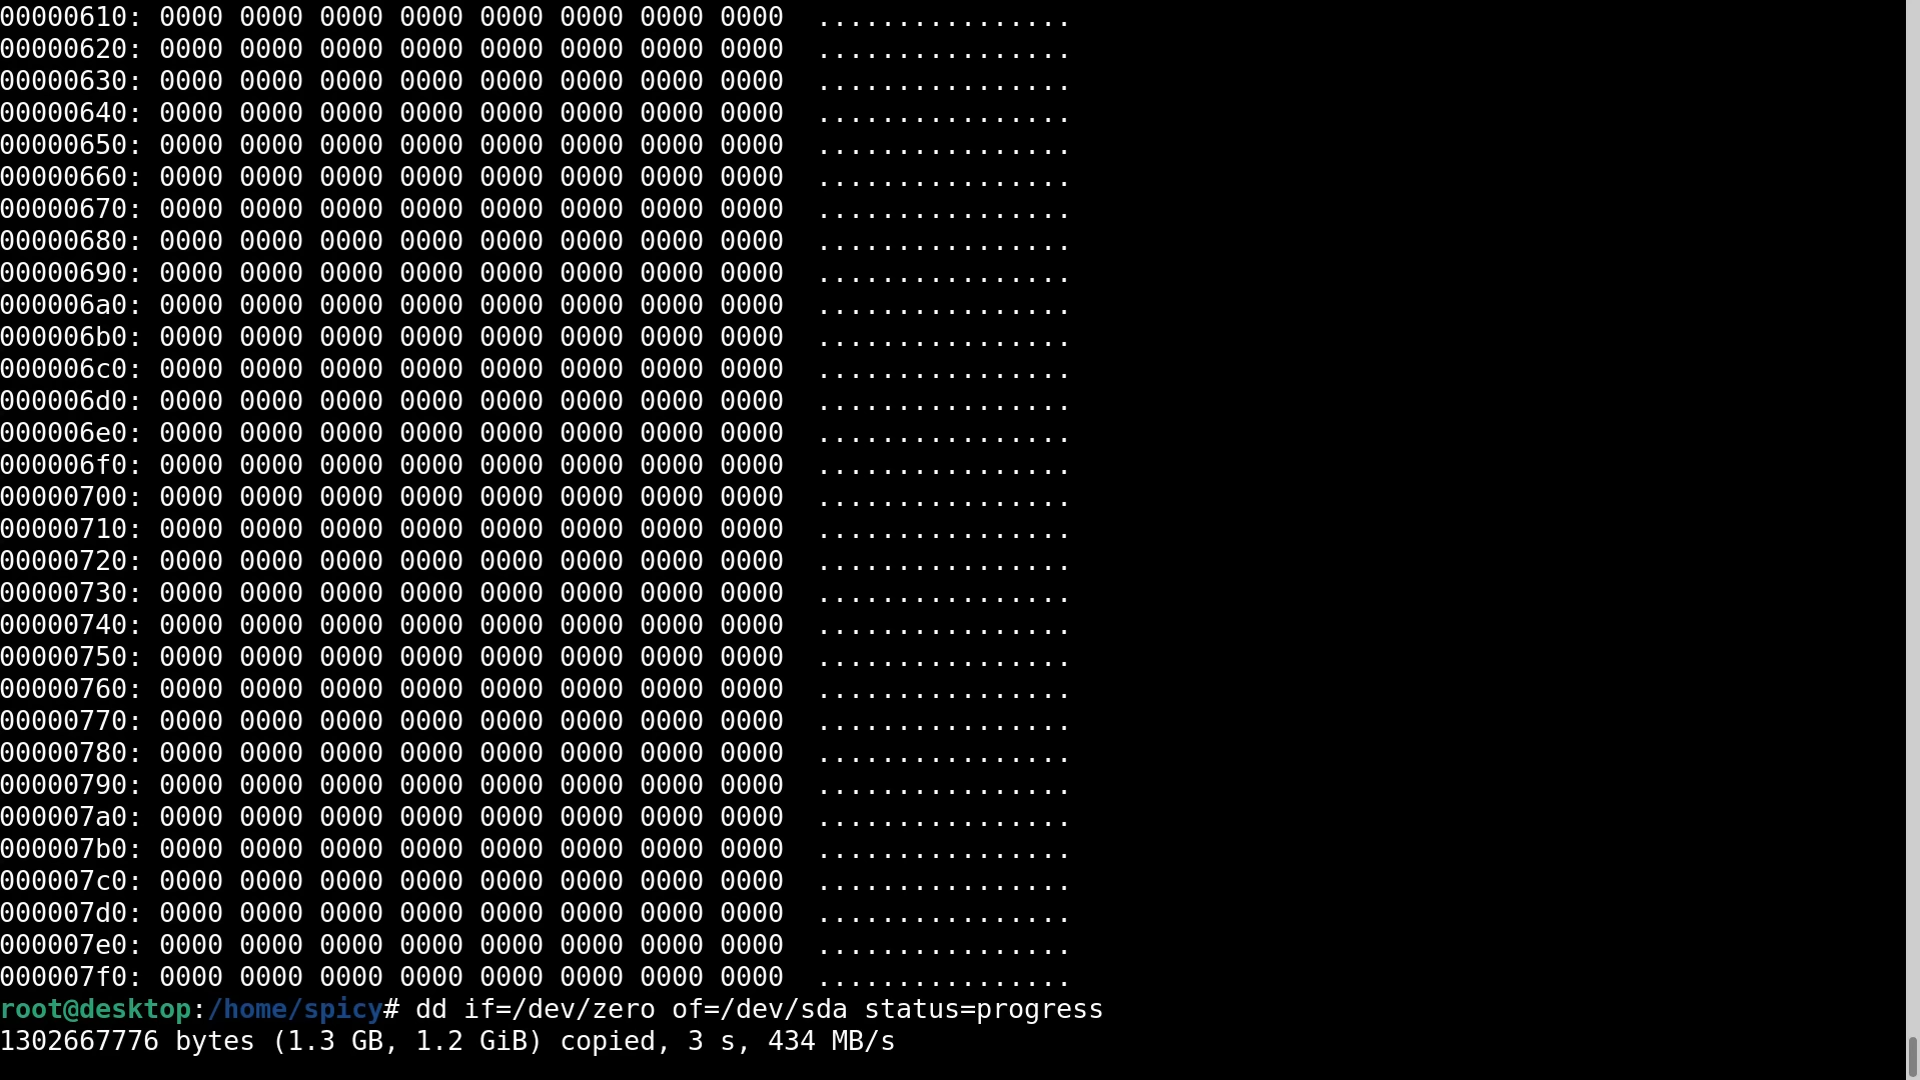 00000610: 0000 0000 0000 0000 0000 0000 0000 0000  ................
00000620: 0000 0000 0000 0000 0000 0000 0000 0000  ................
00000630: 0000 0000 0000 0000 0000 0000 0000 0000  ................
00000640: 0000 0000 0000 0000 0000 0000 0000 0000  ................
00000650: 0000 0000 0000 0000 0000 0000 0000 0000  ................
00000660: 0000 0000 0000 0000 0000 0000 0000 0000  ................
00000670: 0000 0000 0000 0000 0000 0000 0000 0000  ................
00000680: 0000 0000 0000 0000 0000 0000 0000 0000  ................
00000690: 0000 0000 0000 0000 0000 0000 0000 0000  ................
000006a0: 0000 0000 0000 0000 0000 0000 0000 0000  ................
000006b0: 0000 0000 0000 0000 0000 0000 0000 0000  ................
000006c0: 0000 0000 0000 0000 0000 0000 0000 0000  ................
000006d0: 0000 0000 0000 0000 0000 0000 0000 0000  ................
000006e0: 0000 0000 0000 0000 0000 0000 0000 0000  ................
000006f0: 0000 0000 0000 0000 0000 0000 0000 0000  ................
00000700: 0000 0000 0000 0000 0000 0000 0000 0000  ................
00000710: 0000 0000 0000 0000 0000 0000 0000 0000  ................
00000720: 0000 0000 0000 0000 0000 0000 0000 0000  ................
00000730: 0000 0000 0000 0000 0000 0000 0000 0000  ................
00000740: 0000 0000 0000 0000 0000 0000 0000 0000  ................
00000750: 0000 0000 0000 0000 0000 0000 0000 0000  ................
00000760: 0000 0000 0000 0000 0000 0000 0000 0000  ................
00000770: 0000 0000 0000 0000 0000 0000 0000 0000  ................
00000780: 0000 0000 0000 0000 0000 0000 0000 0000  ................
00000790: 0000 0000 0000 0000 0000 0000 0000 0000  ................
000007a0: 0000 0000 0000 0000 0000 0000 0000 0000  ................
000007b0: 0000 0000 0000 0000 0000 0000 0000 0000  ................
000007c0: 0000 0000 0000 0000 0000 0000 0000 0000  ................
000007d0: 0000 0000 0000 0000 0000 0000 0000 0000  ................
000007e0: 0000 0000 0000 0000 0000 0000 0000 0000  ................
000007f0: 0000 0000 0000 0000 0000 0000 0000 0000  ................
root@desktop:/home/spicy# dd if=/dev/zero of=/dev/sda status=progress
1302667776 bytes (1.3 GB, 1.2 GiB) copied, 3 s, 434 MB/s